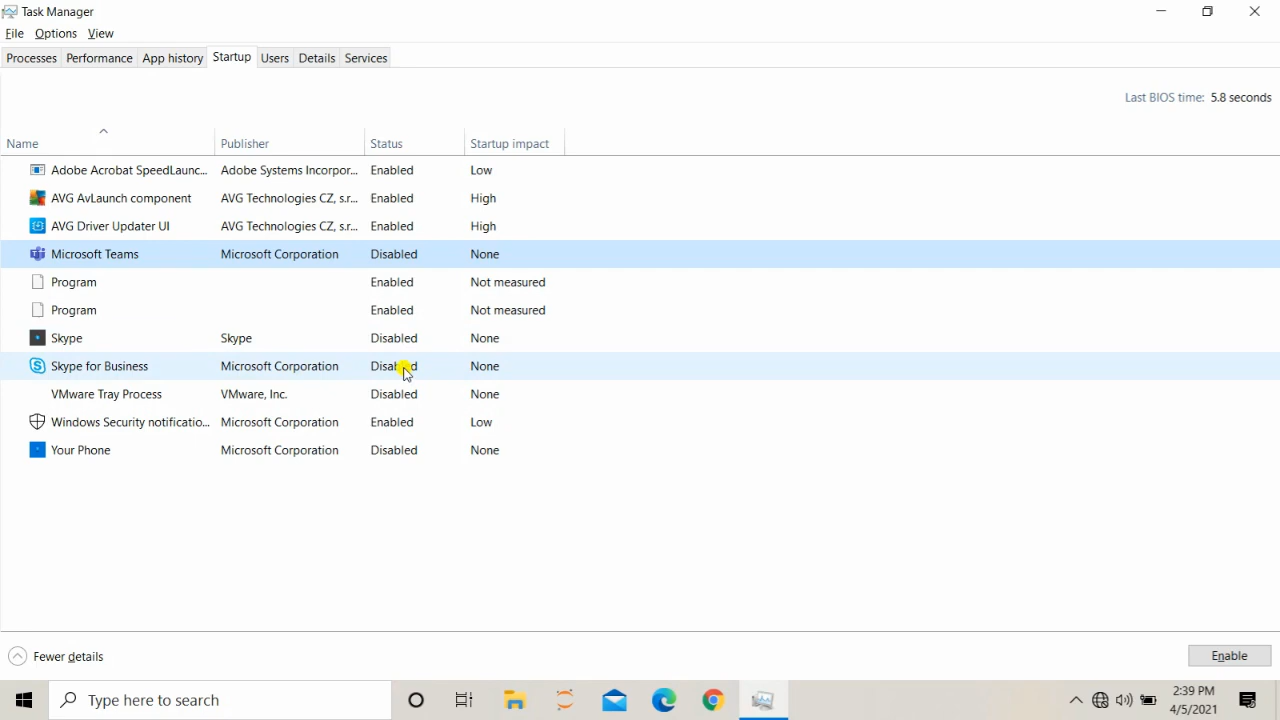 Task Manager
File Options View
Processes Performance App history Startup Users Details Services
Last BIOS time: 5.8 seconds
Name Publisher Status Startup impact
Adobe Acrobat SpeedLaunc... Adobe Systems Incorpor... Enabled Low
AVG AvLaunch component AVG Technologies CZ, s.r... Enabled High
AVG Driver Updater UI AVG Technologies CZ, s.r... Enabled High
Microsoft Teams Microsoft Corporation Disabled None
Program Enabled Not measured
Program Enabled Not measured
Skype Skype Disabled None
Skype for Business Microsoft Corporation Disabled None
VMware Tray Process VMware, Inc. Disabled None
Windows Security notificatio... Microsoft Corporation Enabled Low
Your Phone Microsoft Corporation Disabled None
Fewer details Enable
Type here to search
2:39 PM
4/5/2021